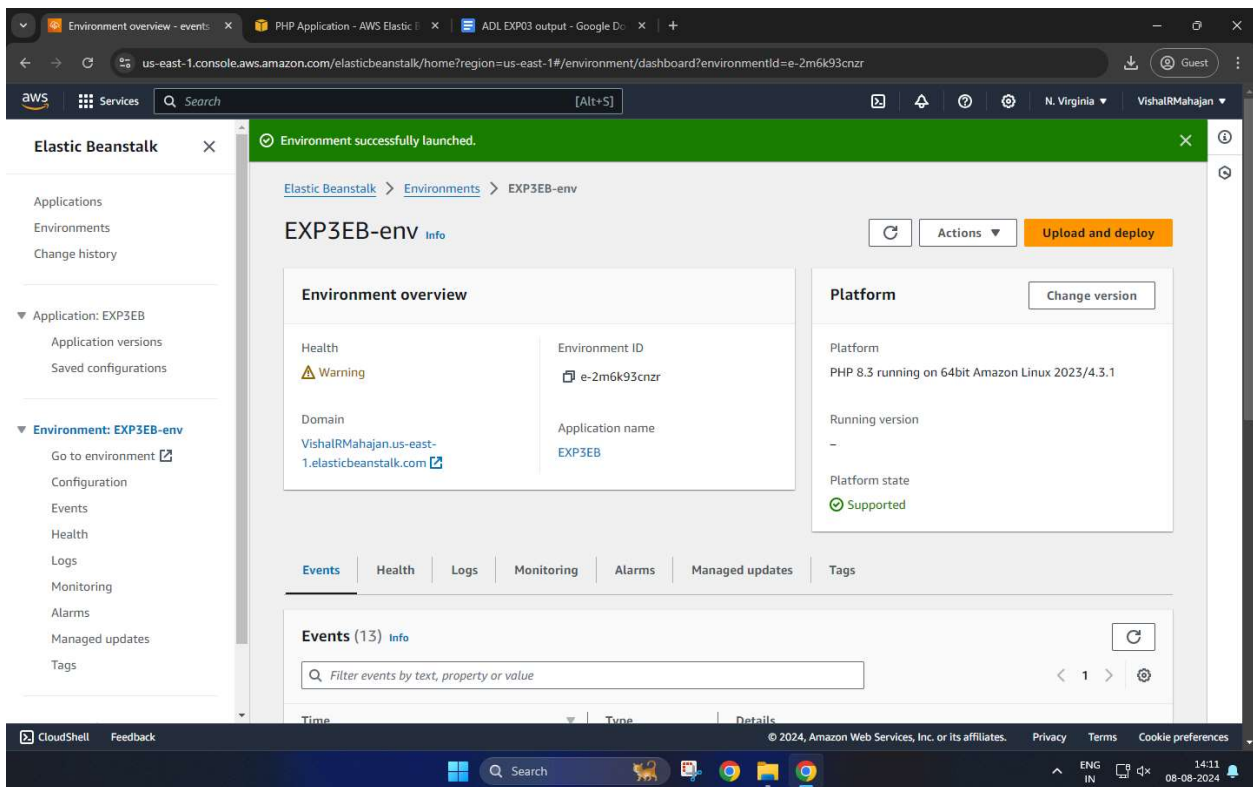 Environment overview - events
PHP Application - AWS Elastic B
ADL EXP03 output - Google Do
us-east-1.console.aws.amazon.com/elasticbeanstalk/home?region=us-east-1#/environment/dashboard?environmentId=e-2m6k93cnzr
Guest
aws
Services
Search
[Alt+S]
N. Virginia
VishalRMahajan
Elastic Beanstalk
Applications
Environments
Change history
Application: EXP3EB
Application versions
Saved configurations
Environment: EXP3EB-env
Go to environment
Configuration
Events
Health
Logs
Monitoring
Alarms
Managed updates
Tags
Environment successfully launched.
Elastic Beanstalk > Environments > EXP3EB-env
EXP3EB-env Info
Actions
Upload and deploy
Environment overview
Health
Warning
Domain
VishalRMahajan.us-east-
1.elasticbeanstalk.com
Environment ID
e-2m6k93cnzr
Application name
EXP3EB
Platform
Change version
Platform
PHP 8.3 running on 64bit Amazon Linux 2023/4.3.1
Running version
–
Platform state
Supported
Events
Health
Logs
Monitoring
Alarms
Managed updates
Tags
Events (13) Info
Filter events by text, property or value
1
Time
Type
Details
CloudShell
Feedback
© 2024, Amazon Web Services, Inc. or its affiliates.
Privacy
Terms
Cookie preferences
Search
ENG
IN
14:11
08-08-2024